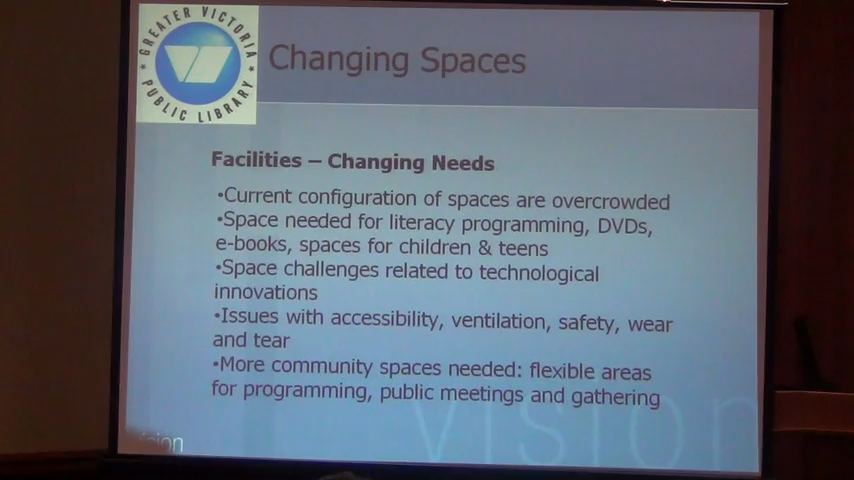 GREATER VICTORIA
PUBLIC LIBRARY
Changing Spaces
Facilities – Changing Needs
•Current configuration of spaces are overcrowded
•Space needed for literacy programming, DVDs,
e-books, spaces for children & teens
•Space challenges related to technological
innovations
•Issues with accessibility, ventilation, safety, wear
and tear
•More community spaces needed: flexible areas
for programming, public meetings and gathering
vision